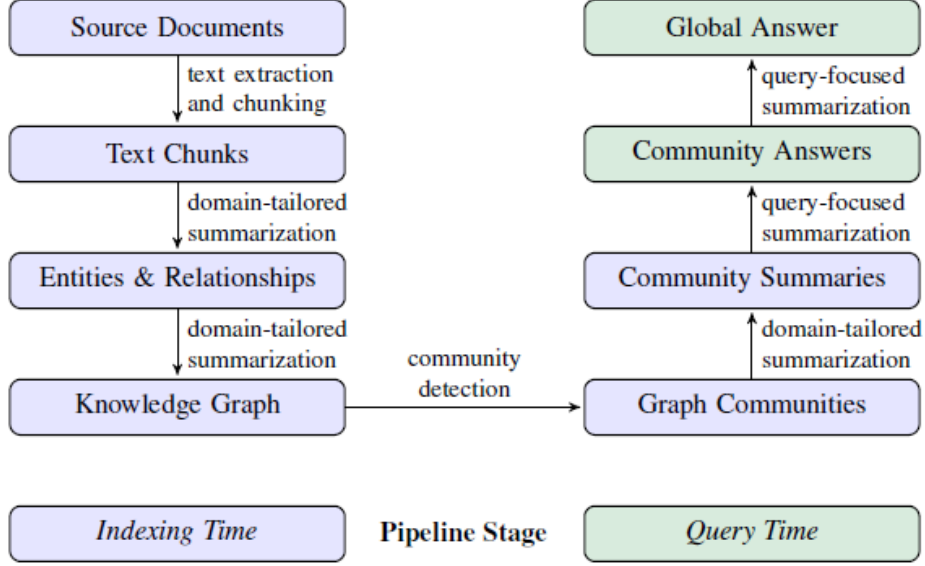 Source Documents
text extraction
and chunking
Text Chunks
domain-tailored
summarization
Entities & Relationships
domain-tailored
summarization
Knowledge Graph
community
detection
Graph Communities
domain-tailored
summarization
Community Summaries
query-focused
summarization
Community Answers
query-focused
summarization
Global Answer
Indexing Time
Pipeline Stage
Query Time